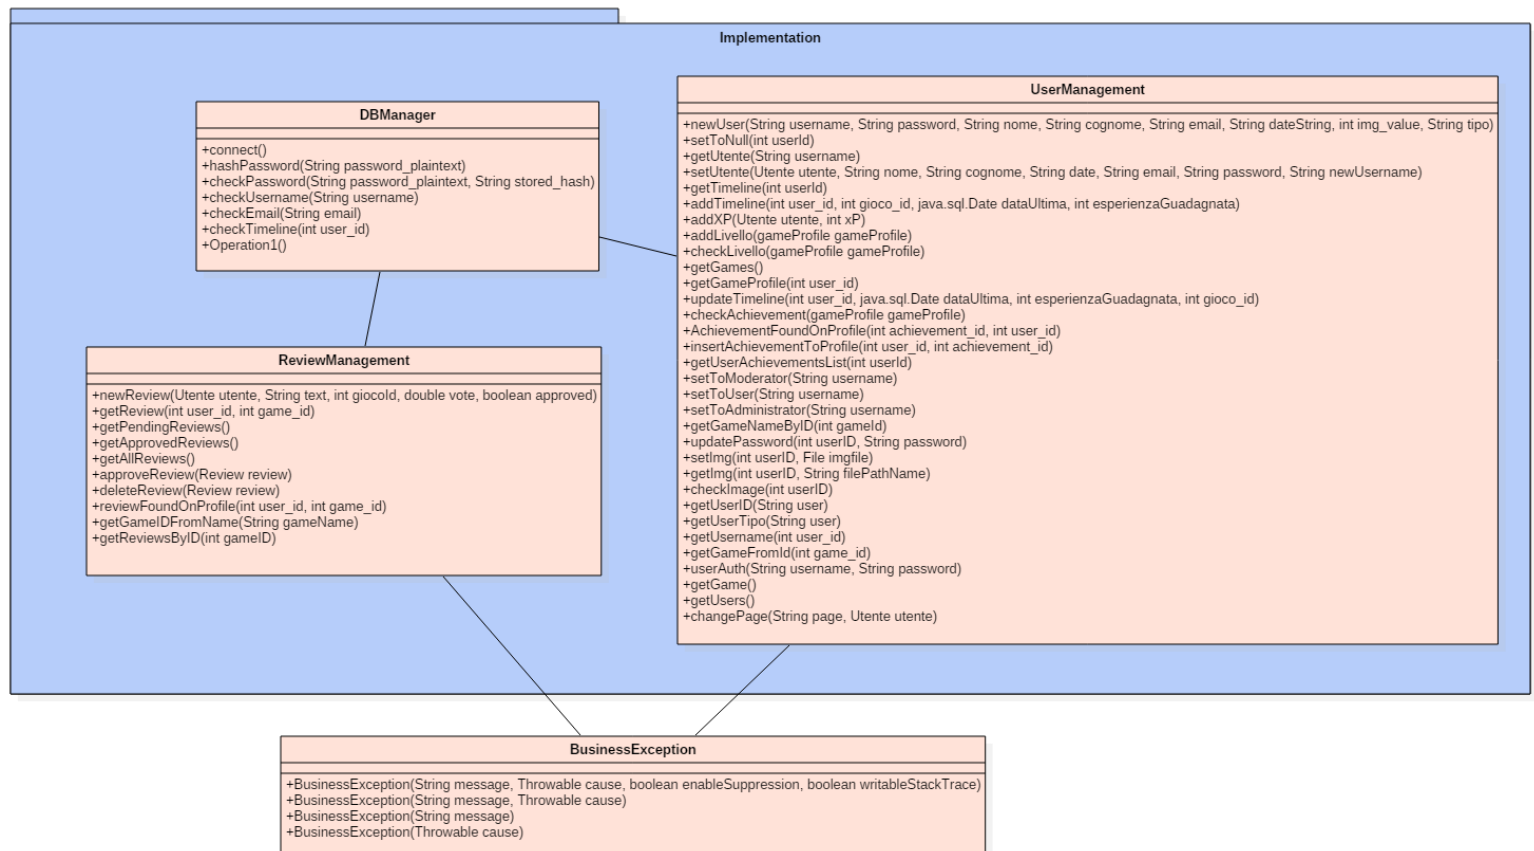 Implementation
DBManager
+connect()
+hashPassword(String password_plaintext)
+checkPassword(String password_plaintext, String stored_hash)
+checkUsername(String username)
+checkEmail(String email)
+checkTimeline(int user_id)
+Operation1()
UserManagement
+newUser(String username, String password, String nome, String cognome, String email, String dateString, int img_value, String tipo)
+setToNull(int userId)
+getUtente(String username)
+setUtente(Utente utente, String nome, String cognome, String date, String email, String password, String newUsername)
+getTimeline(int userId)
+addTimeline(int user_id, int gioco_id, java.sql.Date dataUltima, int esperienzaGuadagnata)
+addXP(Utente utente, int xP)
+addLivello(gameProfile gameProfile)
+checkLivello(gameProfile gameProfile)
+getGames()
+getGameProfile(int user_id)
+updateTimeline(int user_id, java.sql.Date dataUltima, int esperienzaGuadagnata, int gioco_id)
+checkAchievement(gameProfile gameProfile)
+AchievementFoundOnProfile(int achievement_id, int user_id)
+insertAchievementToProfile(int user_id, int achievement_id)
+getUserAchievementsList(int userId)
+setToModerator(String username)
+setToUser(String username)
+setToAdministrator(String username)
+getGameNameByID(int gameId)
+updatePassword(int userID, String password)
+setImg(int userID, File imgfile)
+getImg(int userID, String filePathName)
+checkImage(int userID)
+getUserID(String user)
+getUserTipo(String user)
+getUsername(int user_id)
+getGameFromId(int game_id)
+userAuth(String username, String password)
+getGame()
+getUsers()
+changePage(String page, Utente utente)
ReviewManagement
+newReview(Utente utente, String text, int giocoId, double vote, boolean approved)
+getReview(int user_id, int game_id)
+getPendingReviews()
+getApprovedReviews()
+getAllReviews()
+approveReview(Review review)
+deleteReview(Review review)
+reviewFoundOnProfile(int user_id, int game_id)
+getGameIDFromName(String gameName)
+getReviewsByID(int gameID)
BusinessException
+BusinessException(String message, Throwable cause, boolean enableSuppression, boolean writableStackTrace)
+BusinessException(String message, Throwable cause)
+BusinessException(String message)
+BusinessException(Throwable cause)